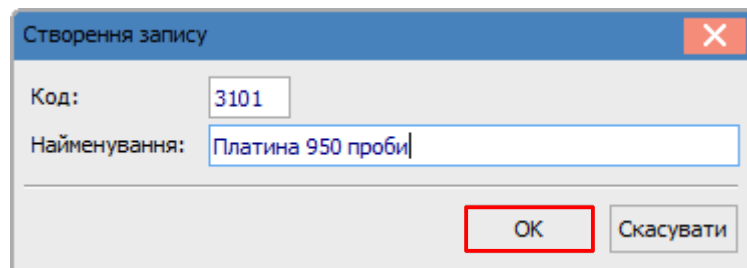 Створення запису
Код: 3101
Найменування: Платина 950 проби
OK Скасувати